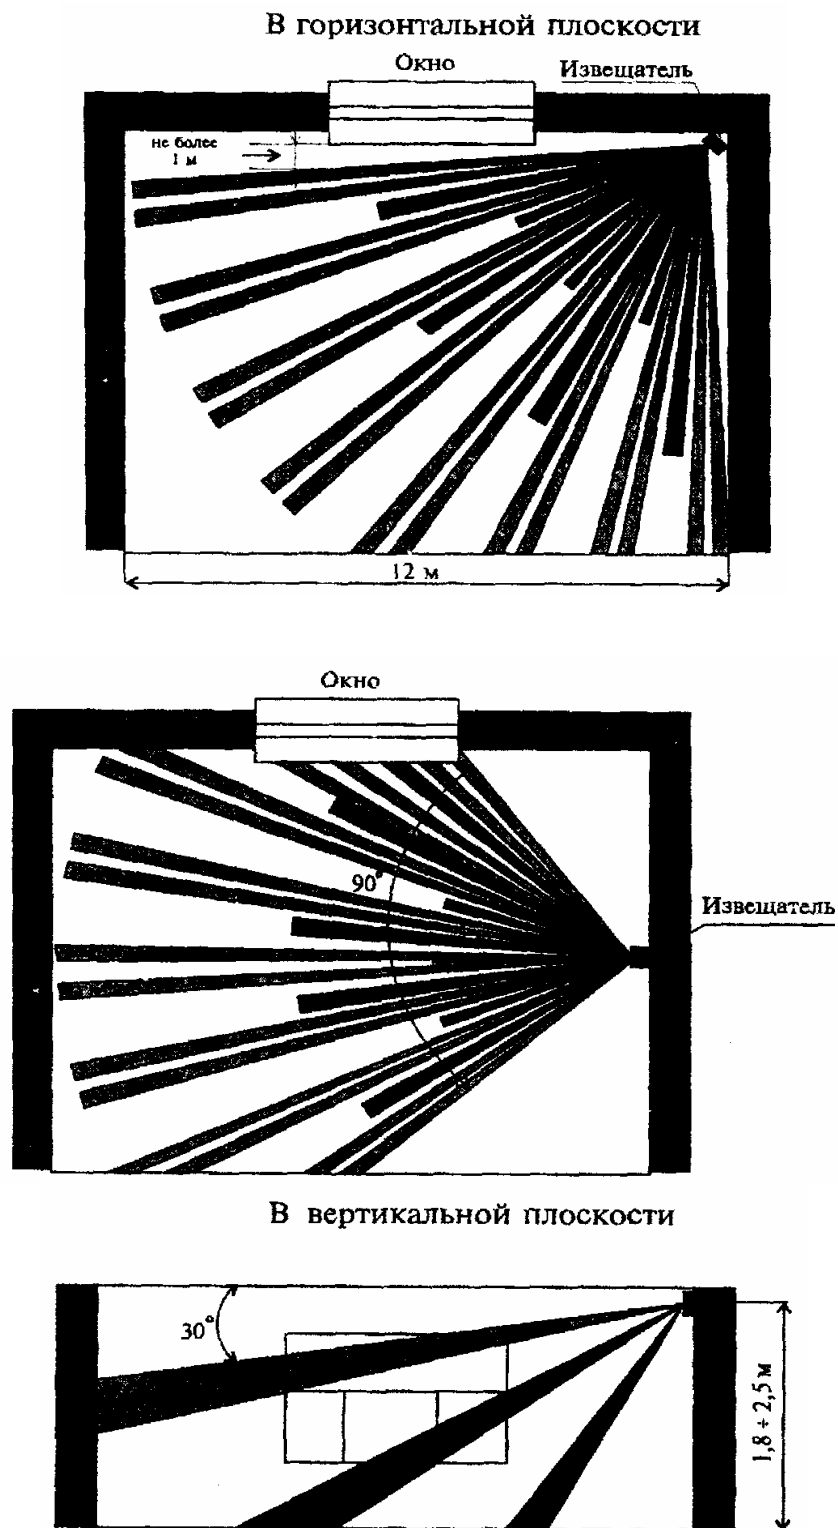 В горизонтальной плоскости
Окно
Извещатель
не более
1 м
12 м
Окно
90°
Извещатель
В вертикальной плоскости
30°
1,8 ÷ 2,5 м